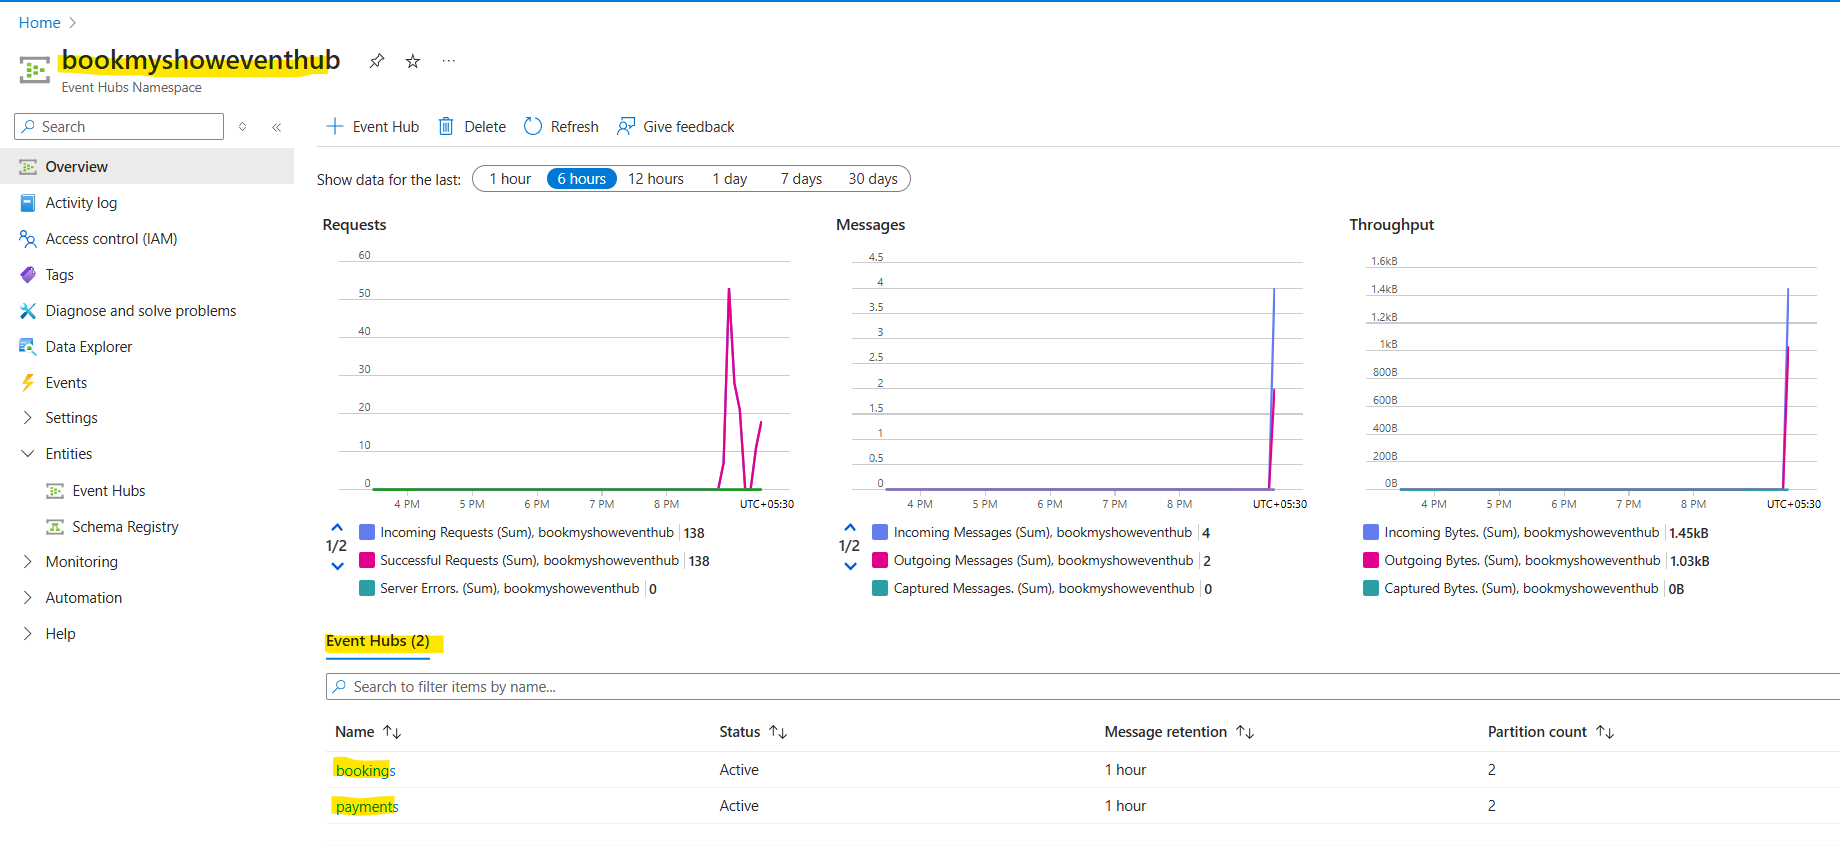 Home
bookmyshoweventhub
Event Hubs Namespace
Search
Overview
Activity log
Access control (IAM)
Tags
Diagnose and solve problems
Data Explorer
Events
Settings
Entities
Event Hubs
Schema Registry
Monitoring
Automation
Help
Event Hub Delete Refresh Give feedback
Show data for the last: 1 hour 6 hours 12 hours 1 day 7 days 30 days
Requests
60
50
40
30
20
10
0
4 PM 5 PM 6 PM 7 PM 8 PM UTC+05:30
1/2
Incoming Requests (Sum), bookmyshoweventhub 138
Successful Requests (Sum), bookmyshoweventhub 138
Server Errors. (Sum), bookmyshoweventhub 0
Messages
4.5
4
3.5
3
2.5
2
1.5
1
0.5
0
4 PM 5 PM 6 PM 7 PM 8 PM UTC+05:30
1/2
Incoming Messages (Sum), bookmyshoweventhub 4
Outgoing Messages (Sum), bookmyshoweventhub 2
Captured Messages. (Sum), bookmyshoweventhub 0
Throughput
1.6kB
1.4kB
1.2kB
1kB
800B
600B
400B
200B
0B
4 PM 5 PM 6 PM 7 PM 8 PM UTC+05:30
Incoming Bytes. (Sum), bookmyshoweventhub 1.45kB
Outgoing Bytes. (Sum), bookmyshoweventhub 1.03kB
Captured Bytes. (Sum), bookmyshoweventhub 0B
Event Hubs (2)
Search to filter items by name...
Name Status Message retention Partition count
bookings Active 1 hour 2
payments Active 1 hour 2